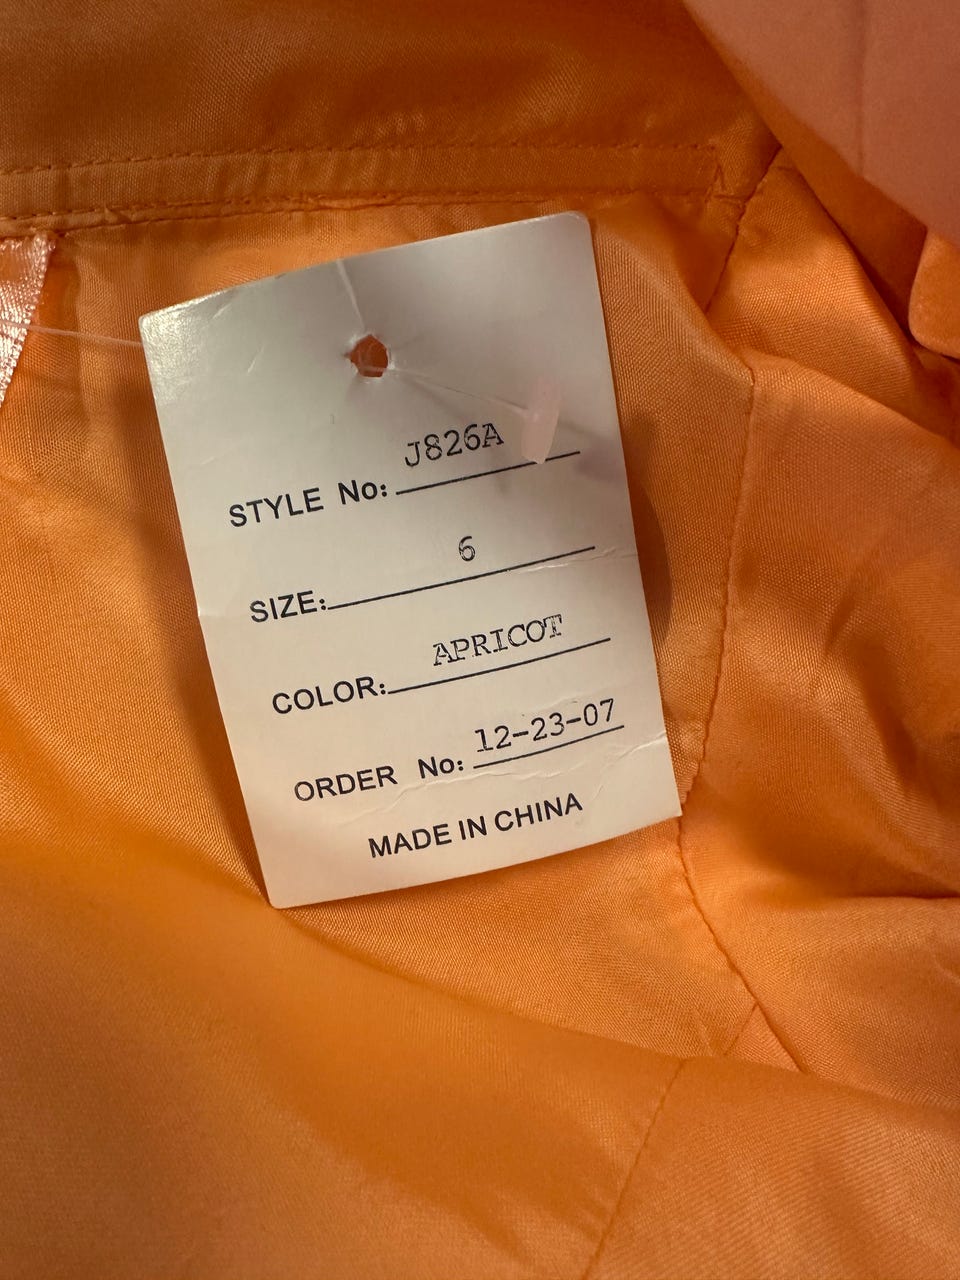 STYLE No: J826A
SIZE: 6
COLOR: APRICOT
ORDER No: 12-23-07
MADE IN CHINA